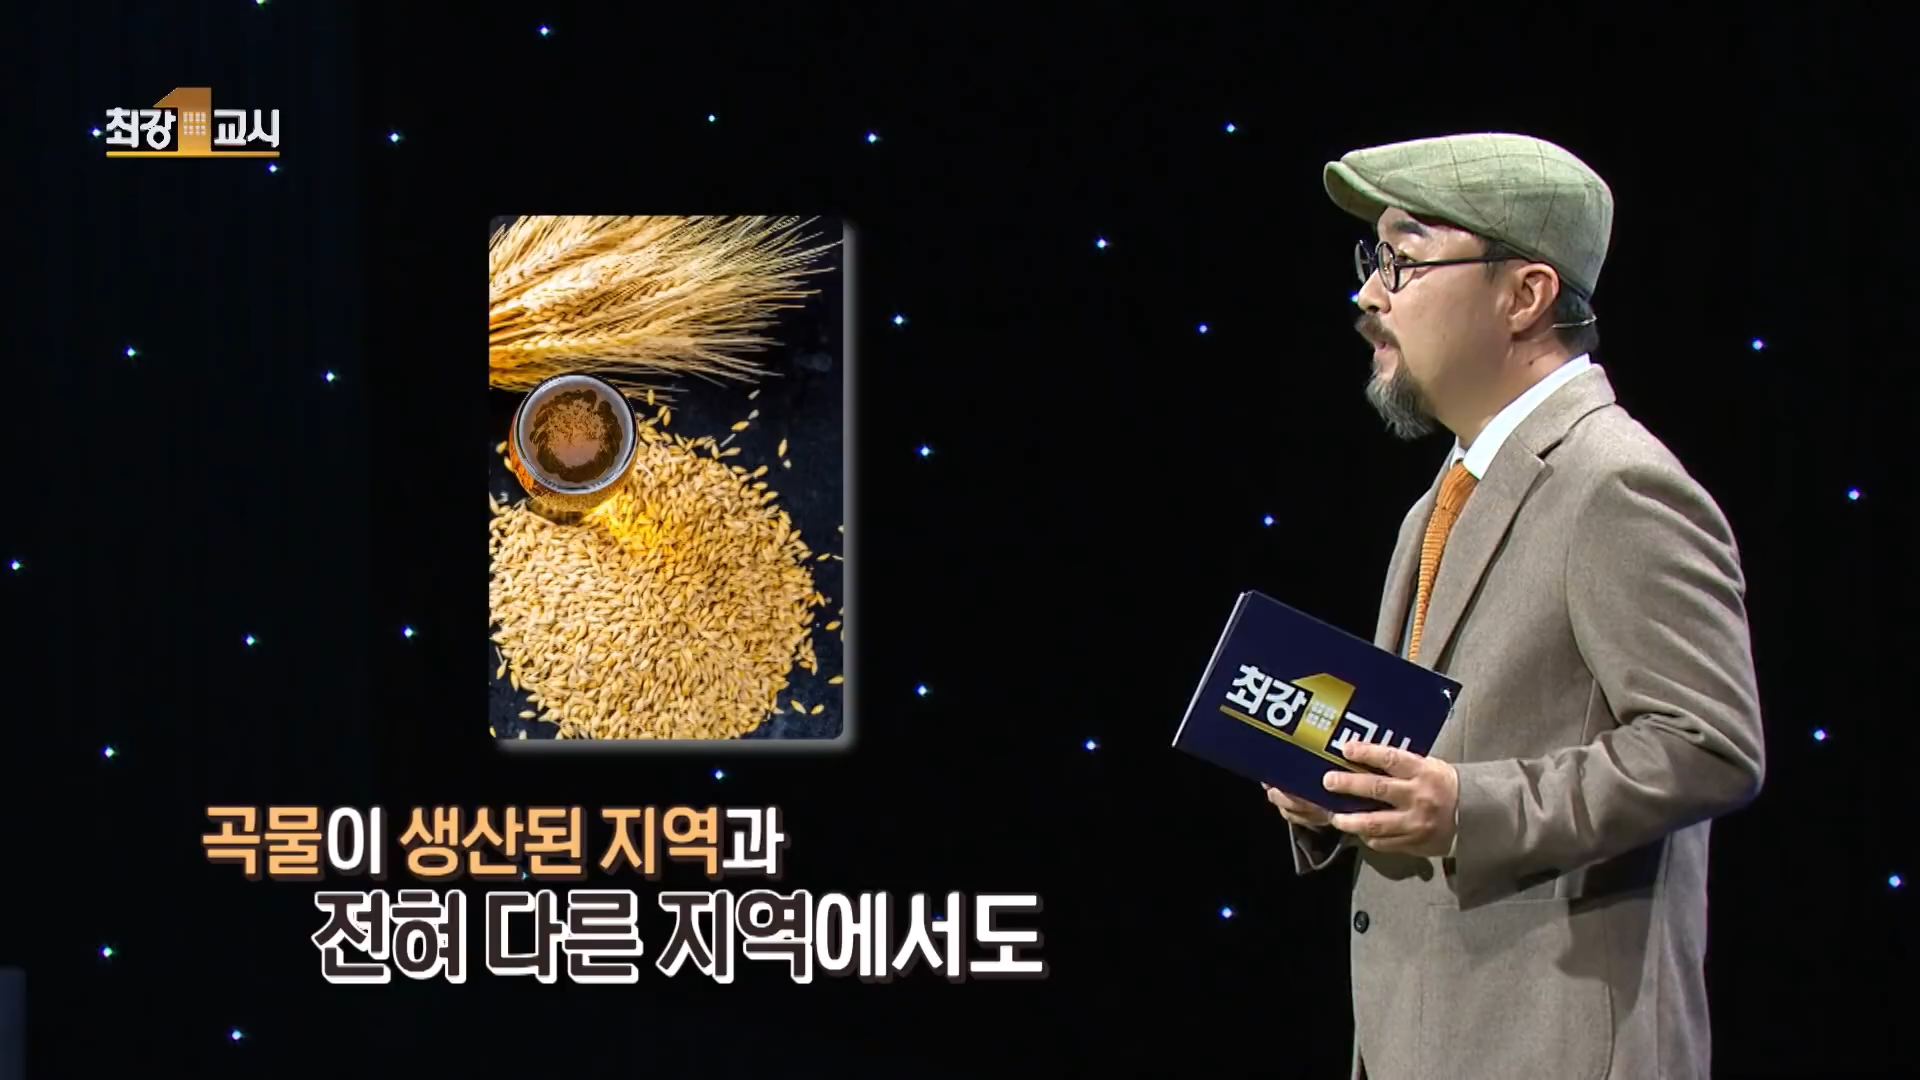 최강1교시
최강1교시
곡물이 생산된 지역과
전혀 다른 지역에서도